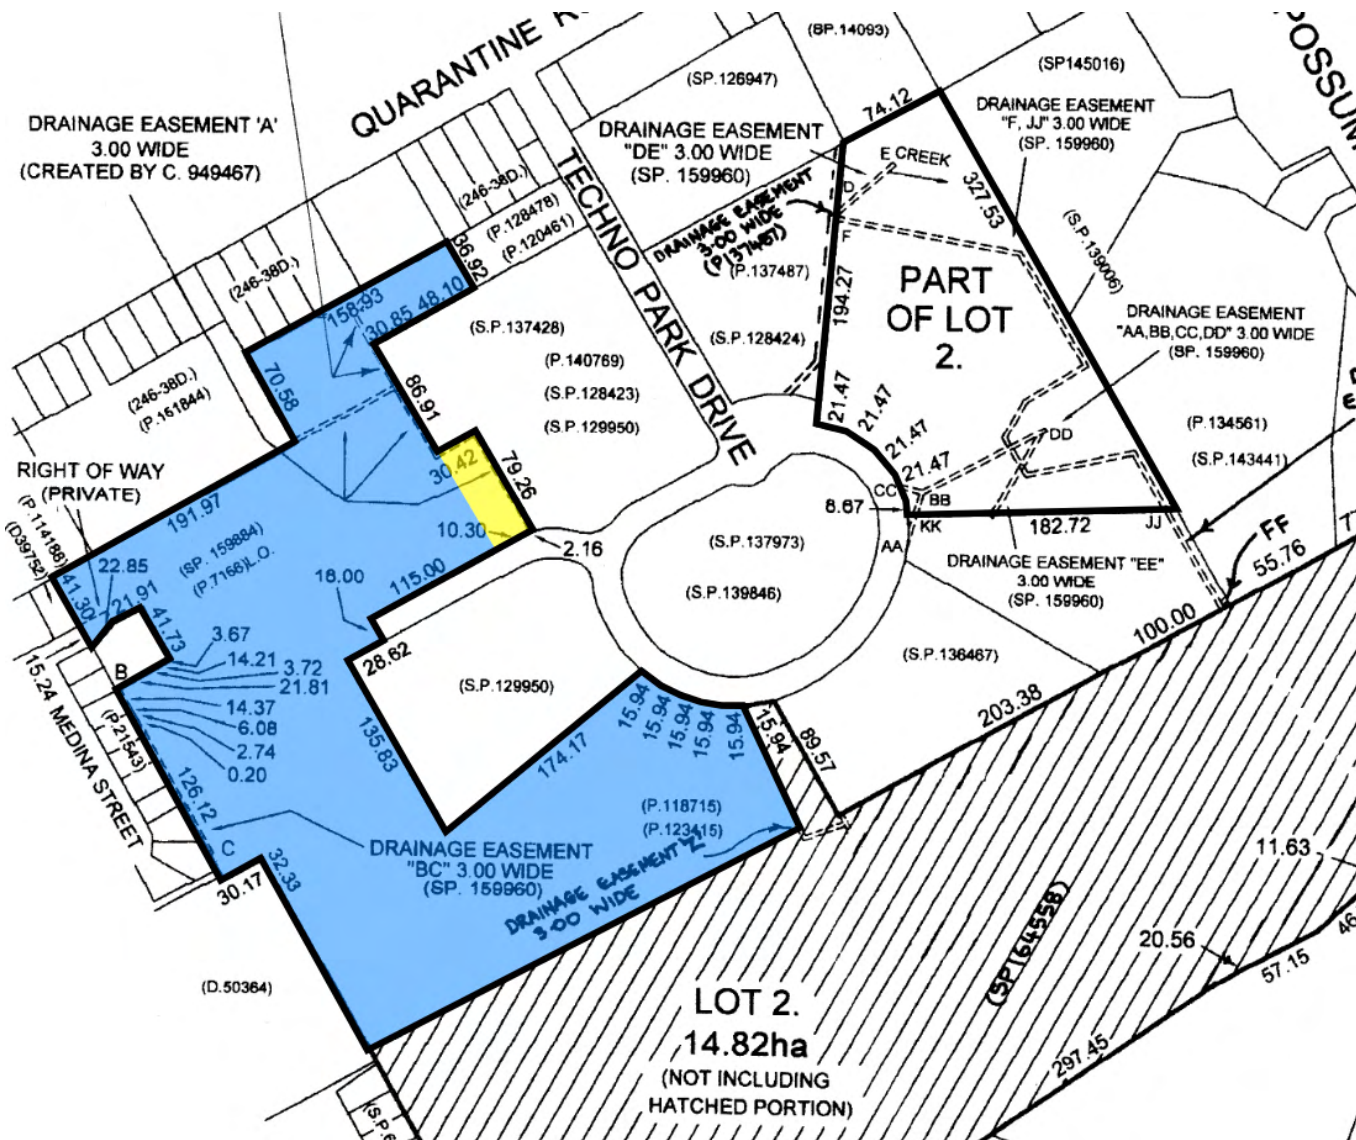 QUARANTINE R
POSSUM
(BP.14093)
(SP.126947)
(SP145016)
74.12
DRAINAGE EASEMENT 'A'
3.00 WIDE
(CREATED BY C. 949467)
DRAINAGE EASEMENT
"DE" 3.00 WIDE
(SP. 159960)
DRAINAGE EASEMENT
"F, JJ" 3.00 WIDE
(SP. 159960)
E CREEK
D
F
327.53
TECHNO PARK DRIVE
DRAINAGE EASEMENT
3.00 WIDE
(P137487)
(P.137487)
(246-38D.)
(P.128478)
(P.120461)
36.92
(246-38D.)
158.93
30.85
48.10
(S.P.137428)
(P.140769)
(S.P.128423)
(S.P.129950)
(S.P.128424)
194.27
PART
OF LOT
2.
(S.P.139006)
DRAINAGE EASEMENT
"AA,BB,CC,DD" 3.00 WIDE
(SP. 159960)
70.58
86.91
(246-38D.)
(P.161844)
21.47
21.47
21.47
21.47
DD
(P.134561)
(S.P.143441)
RIGHT OF WAY
(PRIVATE)
(P.114188)
(D39752)
191.97
30.42
79.26
10.30
2.16
CC
BB
8.67
KK
AA
182.72
JJ
FF
55.76
(SP. 159884)
(P.7166)L.O.
22.85
41.30
21.91
41.73
18.00
115.00
(S.P.137973)
(S.P.139846)
DRAINAGE EASEMENT "EE"
3.00 WIDE
(SP. 159960)
100.00
3.67
14.21
3.72
21.81
14.37
6.08
2.74
0.20
B
28.62
(S.P.129950)
(S.P.136467)
203.38
15.24 MEDINA STREET
(P.21543)
126.12
135.83
174.17
15.94
15.94
15.94
15.94
15.94
15.94
89.57
(P.118715)
(P.123415)
C
30.17
32.33
DRAINAGE EASEMENT
"BC" 3.00 WIDE
(SP. 159960)
DRAINAGE EASEMENT 'Z'
3.00 WIDE
11.63
46
20.56
57.15
(SP164558)
(D.50364)
LOT 2.
14.82ha
(NOT INCLUDING
HATCHED PORTION)
297.45
(S.P.6